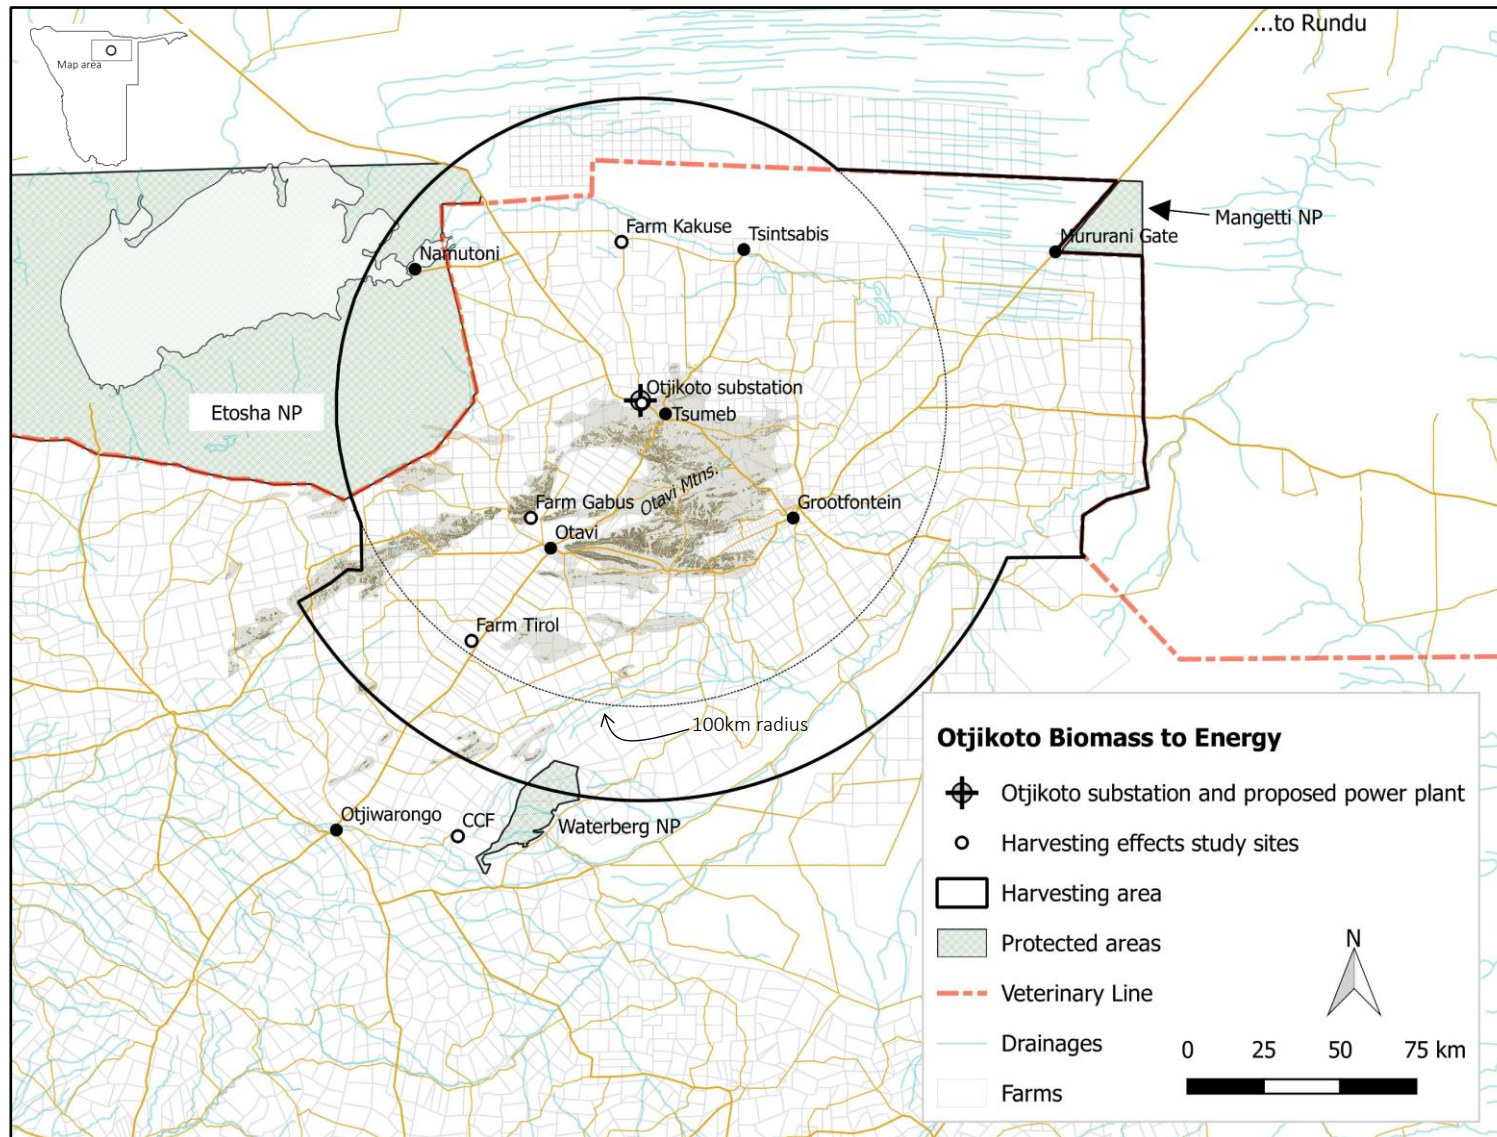 ...to Rundu
Map area
Farm Kakuse
Tsintsabis
Mangetti NP
Mururani Gate
Namutoni
Otjikoto substation
Etosha NP
Tsumeb
Otavi Mtns.
Farm Gabus
Grootfontein
Otavi
Farm Tirol
100km radius
Otjiwarongo
CCF
Waterberg NP
Otjikoto Biomass to Energy
Otjikoto substation and proposed power plant
Harvesting effects study sites
Harvesting area
Protected areas
Veterinary Line
Drainages
Farms
N
0 25 50 75 km